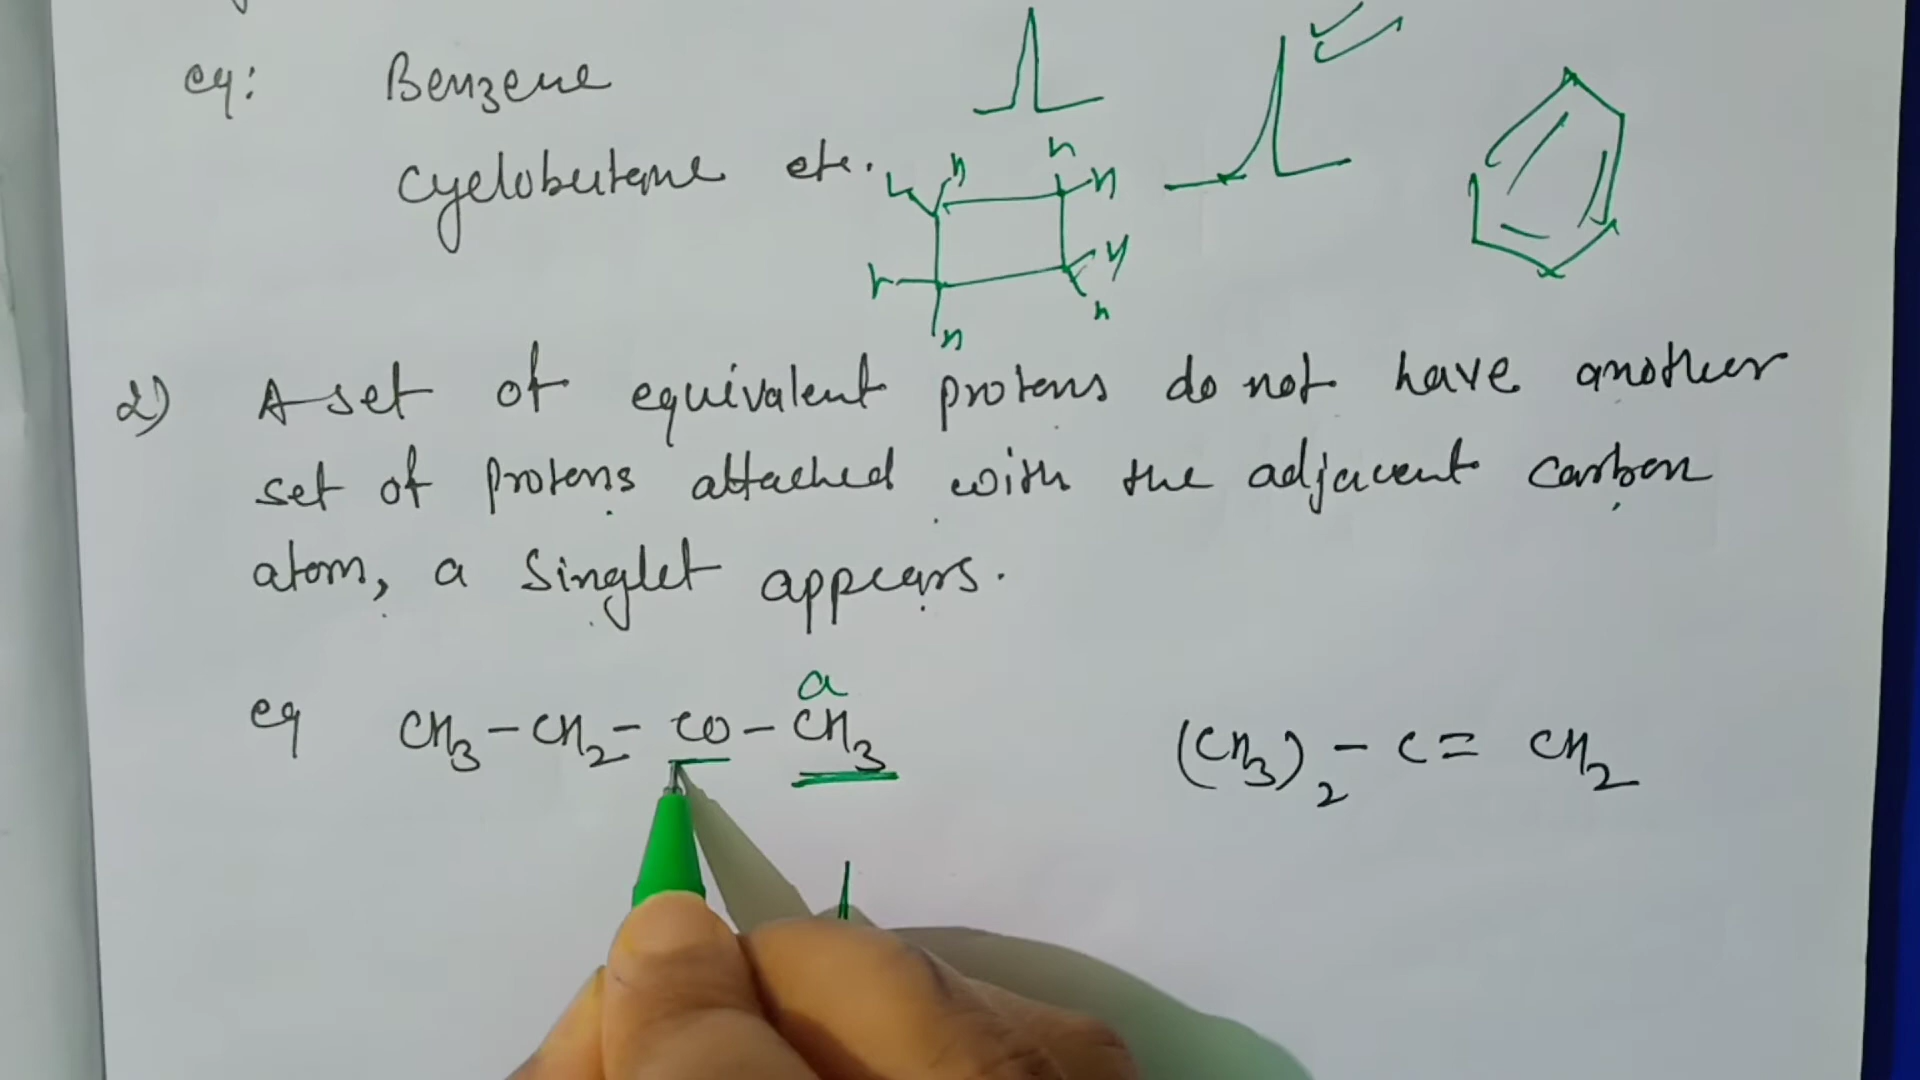 eg: Benzene
cyclobutane etc.
H H H H
H H
H H
2) A set of equivalent protons do not have another
set of protons attached with the adjacent carbon
atom, a singlet appears.
a
eg CH₃-CH₂-CO-CH₃ (CH₃)₂-C=CH₂